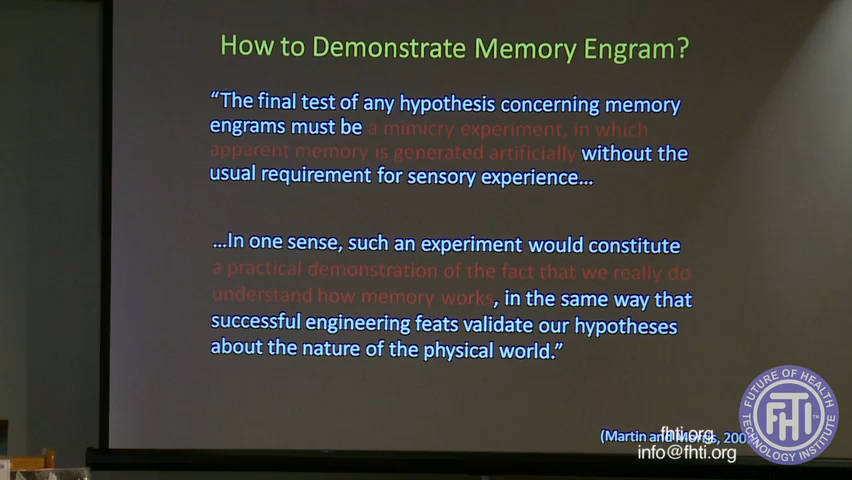 How to Demonstrate Memory Engram?
“The final test of any hypothesis concerning memory
engrams must be a mimicry experiment, in which
apparent memory is generated artificially without the
usual requirement for sensory experience…
…In one sense, such an experiment would constitute
a practical demonstration of the fact that we really do
understand how memory works, in the same way that
successful engineering feats validate our hypotheses
about the nature of the physical world.”
(Martin and Morris,
fhti.org
info@fhti.org
FUTURE OF HEALTH
FHTI™
TECHNOLOGY INSTITUTE